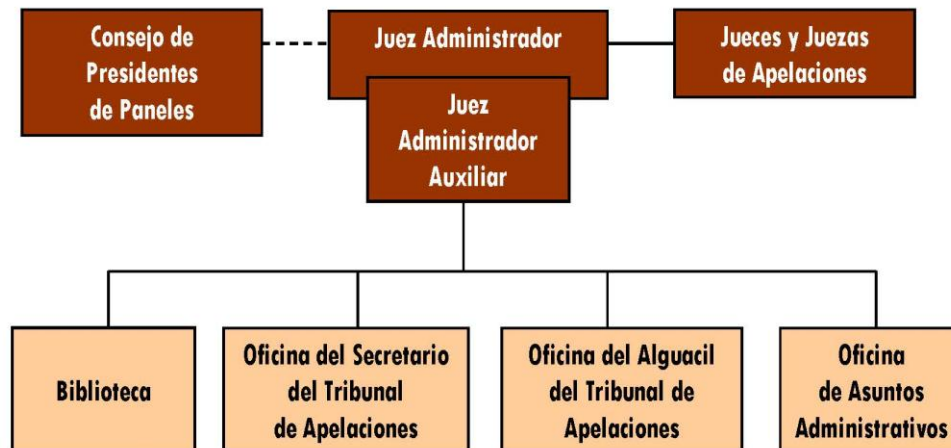 Consejo de
Presidentes
de Paneles
Juez Administrador
Jueces y Juezas
de Apelaciones
Juez
Administrador
Auxiliar
Biblioteca
Oficina del Secretario
del Tribunal
de Apelaciones
Oficina del Alguacil
del Tribunal de
Apelaciones
Oficina
de Asuntos
Administrativos